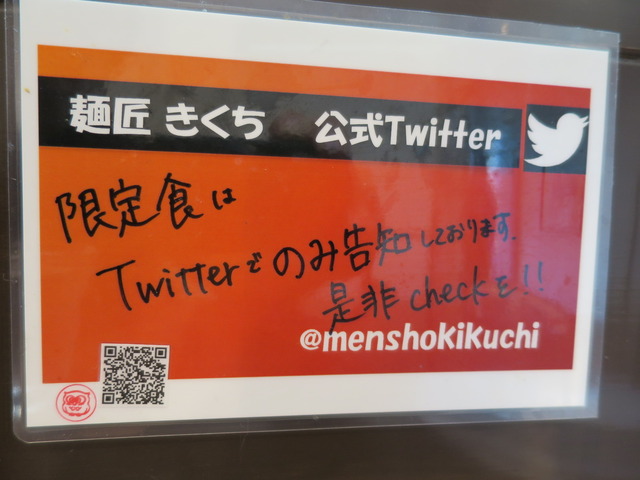 麺匠 きくち 公式Twitter
限定食は
Twitterでのみ告知しております.
是非checkを!!
@menshokikuchi